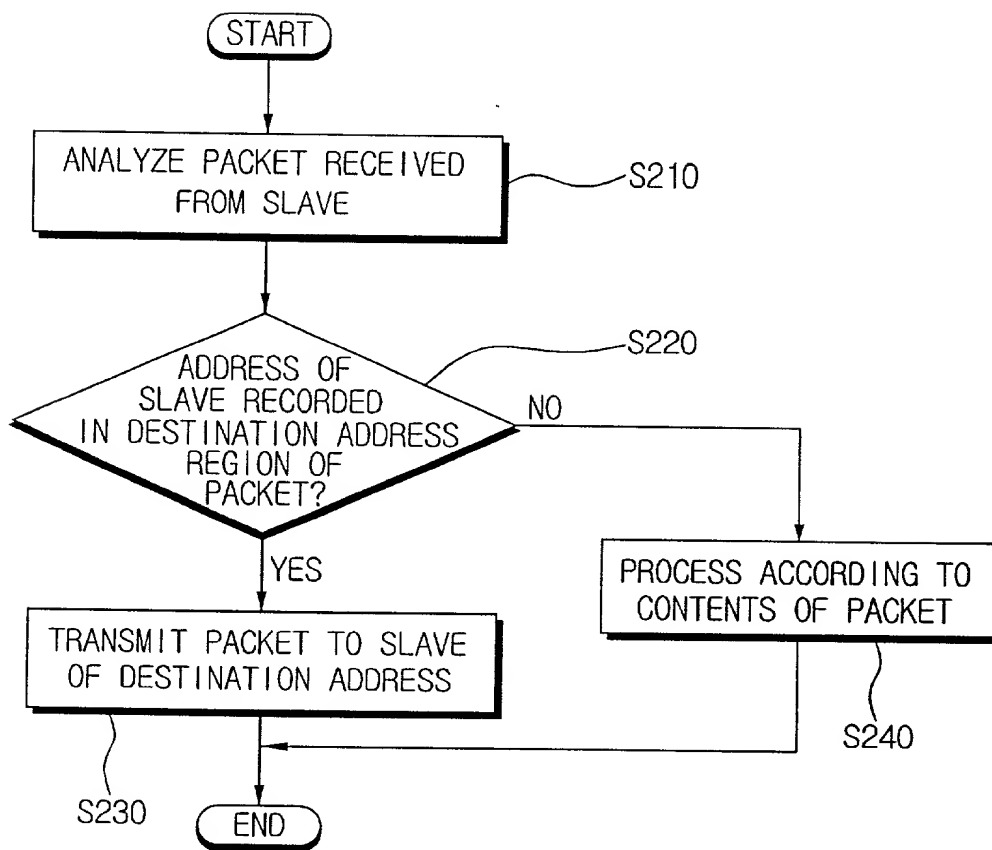 START
ANALYZE PACKET RECEIVED
FROM SLAVE
S210
ADDRESS OF
SLAVE RECORDED
IN DESTINATION ADDRESS
REGION OF
PACKET?
S220
NO
YES
TRANSMIT PACKET TO SLAVE
OF DESTINATION ADDRESS
S230
PROCESS ACCORDING TO
CONTENTS OF PACKET
S240
END